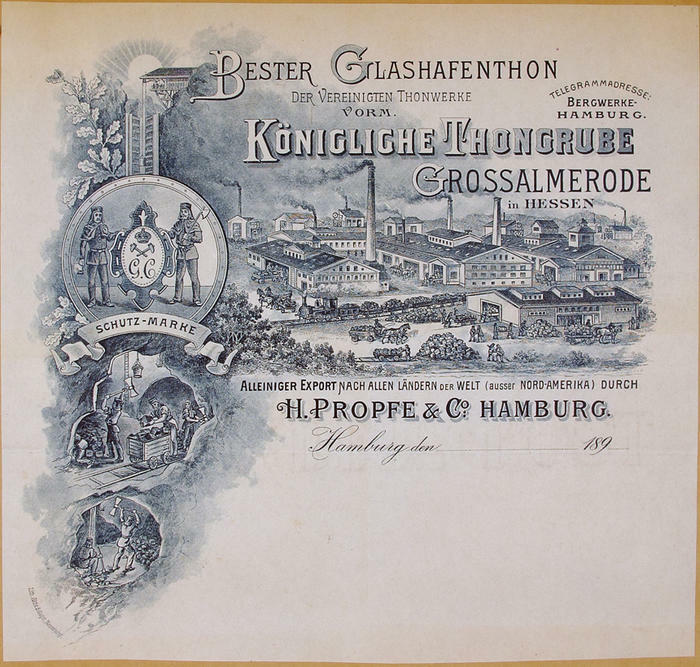 BESTER GLASHAFENTHON
DER VEREINIGTEN THONWERKE
VORM.
KÖNIGLICHE THONGRUBE
GROSSALMERODE
in HESSEN
TELEGRAMMADRESSE:
BERGWERKE-
HAMBURG.
G.C.
SCHUTZ-MARKE
ALLEINIGER EXPORT NACH ALLEN LÄNDERN DER WELT (ausser NORD-AMERIKA) DURCH
H. PROPFE & Co. HAMBURG.
Hamburg den 189